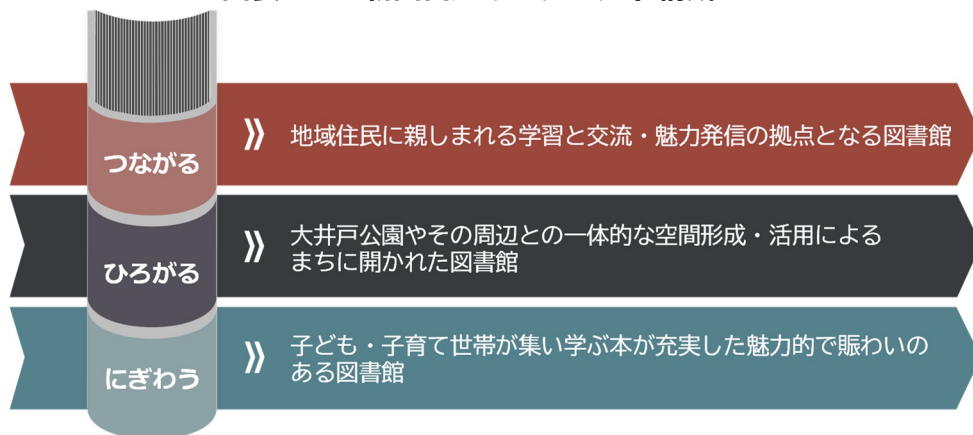 つながる
》 地域住民に親しまれる学習と交流・魅力発信の拠点となる図書館
ひろがる
》 大井戸公園やその周辺との一体的な空間形成・活用による
まちに開かれた図書館
にぎわう
》 子ども・子育て世帯が集い学ぶ本が充実した魅力的で賑わいの
ある図書館